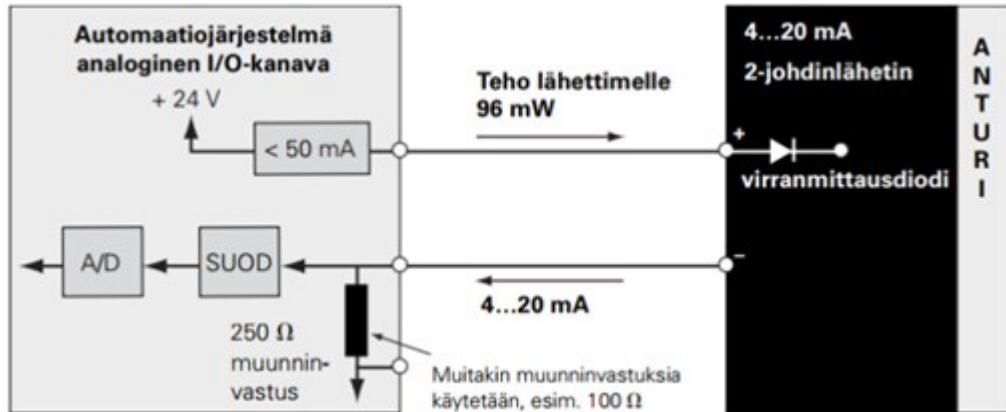 Automaatiojärjestelmä
analoginen I/O-kanava
+ 24 V
< 50 mA
A/D
SUOD
250 Ω
muunnin-
vastus
Teho lähettimelle
96 mW
4...20 mA
Muitakin muunninvastuksia
käytetään, esim. 100 Ω
4...20 mA
2-johdinlähetin
+
virranmittausdiodi
–
A
N
T
U
R
I